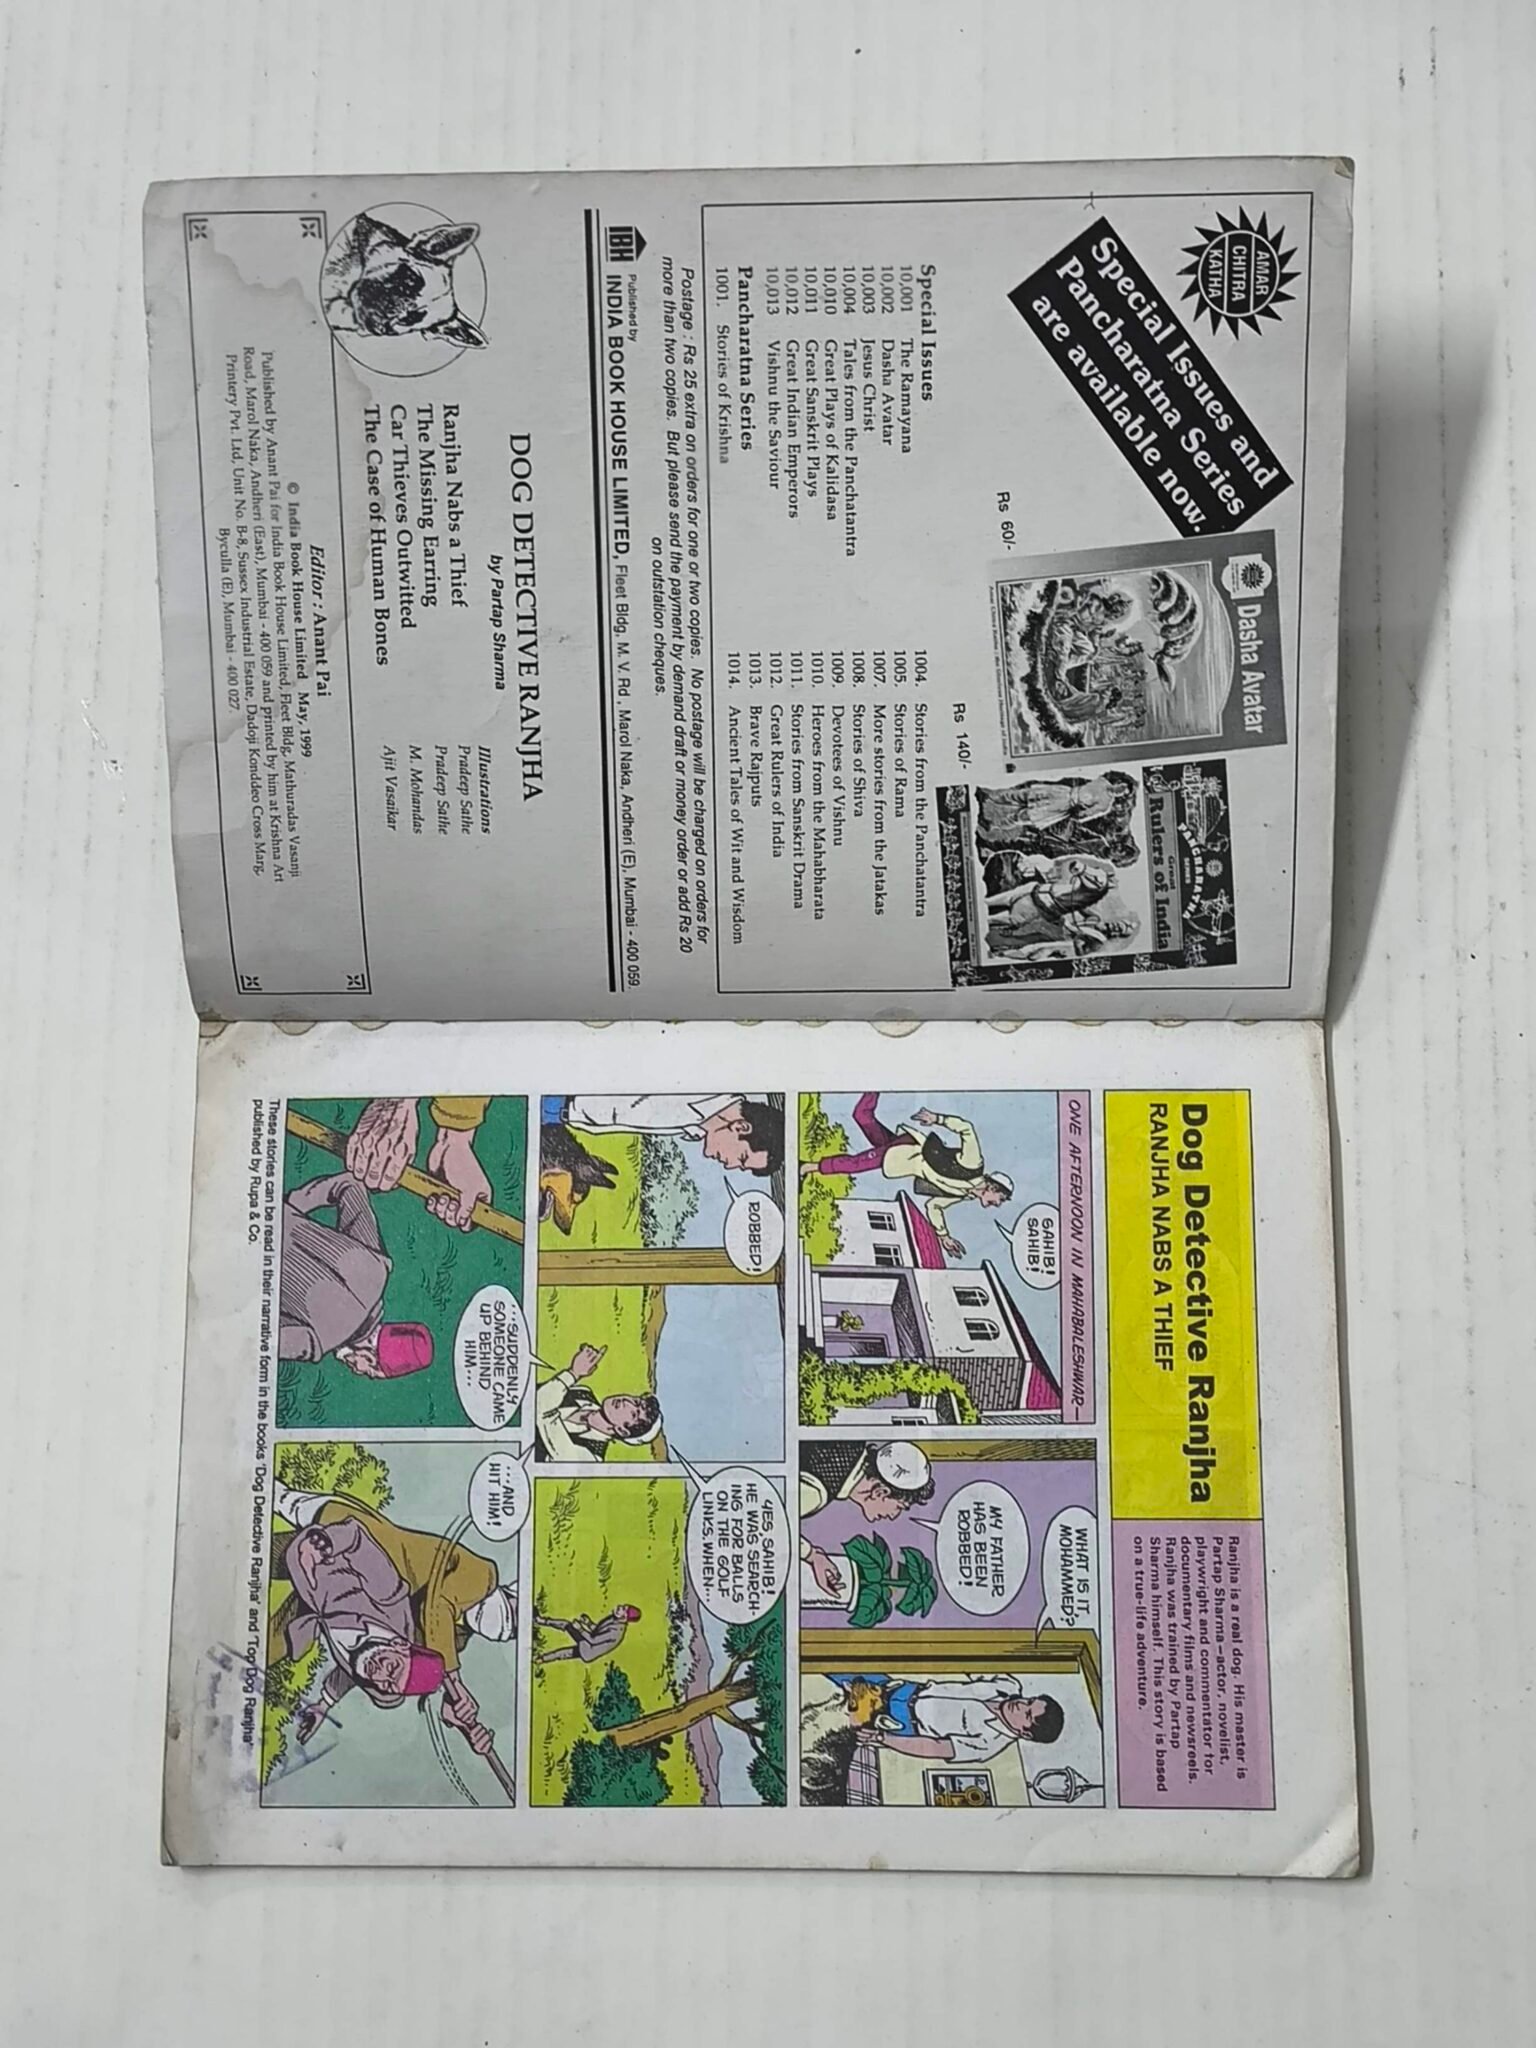 AMAR
CHITRA
KATHA
Special Issues and
Pancharatna Series
are available now.
Dasha Avatar
PANCHARATNA
SERIES
Great
Rulers of India
Rs 60/-
Rs 140/-
Special Issues
10,001 The Ramayana
10,002 Dasha Avatar
10,003 Jesus Christ
10,004 Tales from the Panchatantra
10,010 Great Plays of Kalidasa
10,011 Great Sanskrit Plays
10,012 Great Indian Emperors
10,013 Vishnu the Saviour
Pancharatna Series
1001. Stories of Krishna
1004. Stories from the Panchatantra
1005. Stories of Rama
1007. More stories from the Jatakas
1008. Stories of Shiva
1009. Devotees of Vishnu
1010. Heroes from the Mahabharata
1011. Stories from Sanskrit Drama
1012. Great Rulers of India
1013. Brave Rajputs
1014. Ancient Tales of Wit and Wisdom
Postage : Rs 25 extra on orders for one or two copies. No postage will be charged on orders for
more than two copies. But please send the payment by demand draft or money order or add Rs 20
on outstation cheques.
Published by
IBH INDIA BOOK HOUSE LIMITED, Fleet Bldg. M. V. Rd , Marol Naka, Andheri (E), Mumbai - 400 059.
DOG DETECTIVE RANJHA
by Partap Sharma
Illustrations
Ranjha Nabs a Thief Pradeep Sathe
The Missing Earring Pradeep Sathe
Car Thieves Outwitted M. Mohandas
The Case of Human Bones Ajit Vasaikar
Editor : Anant Pai
© India Book House Limited May, 1999
Published by Anant Pai for India Book House Limited, Fleet Bldg, Mathuradas Vasanji
Road, Marol Naka, Andheri (East), Mumbai - 400 059 and printed by him at Krishna Art
Printery Pvt. Ltd, Unit No. B-8, Sussex Industrial Estate, Dadoji Kondeo Cross Marg,
Byculla (E), Mumbai - 400 027.
Dog Detective Ranjha
RANJHA NABS A THIEF
Ranjha is a real dog. His master is
Partap Sharma—actor, novelist,
playwright and commentator for
documentary films and newsreels.
Ranjha was trained by Partap
Sharma himself. This story is based
on a true-life adventure.
ONE AFTERNOON IN MAHABALESHWAR—
SAHIB!
SAHIB!
WHAT IS IT,
MOHAMMED?
MY FATHER
HAS BEEN
ROBBED!
ROBBED!
YES, SAHIB!
HE WAS SEARCH-
ING FOR BALLS
ON THE GOLF
LINKS. WHEN...
...SUDDENLY
SOMEONE CAME
UP BEHIND
HIM...
...AND
HIT HIM!
These stories can be read in their narrative form in the books 'Dog Detective Ranjha' and 'Top Dog Ranjha'
published by Rupa & Co.